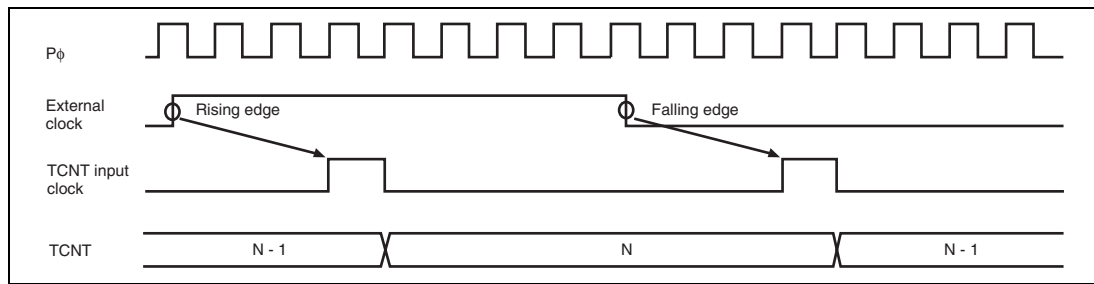 Pφ
External
clock
Rising edge
Falling edge
TCNT input
clock
TCNT
N - 1
N
N - 1